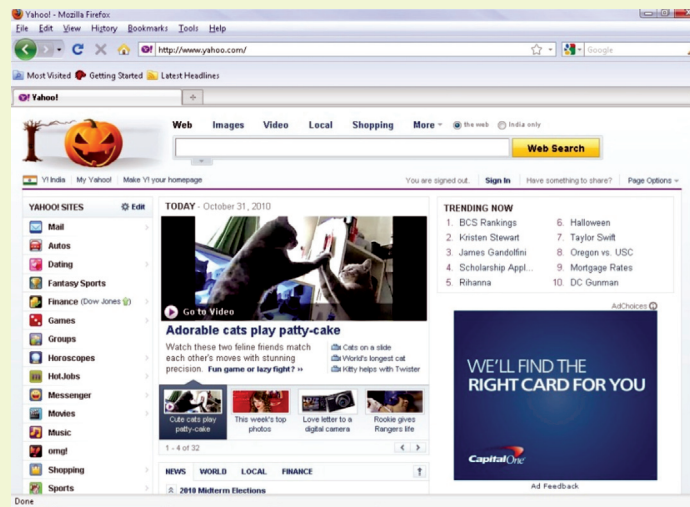 Yahoo! - Mozilla Firefox
File Edit View History Bookmarks Tools Help
http://www.yahoo.com/
Google
Most Visited Getting Started Latest Headlines
Yahoo!
Web Images Video Local Shopping More the web India only
Web Search
Y! India My Yahoo! Make Y! your homepage
You are signed out. Sign In Have something to share? Page Options
YAHOO! SITES Edit
Mail
Autos
Dating
Fantasy Sports
Finance (Dow Jones)
Games
Groups
Horoscopes
HotJobs
Messenger
Movies
Music
omg!
Shopping
Sports
TODAY - October 31, 2010
Go to Video
Adorable cats play patty-cake
Watch these two feline friends match
each other's moves with stunning
precision. Fun game or lazy fight? »
Cats on a slide
World's longest cat
Kitty helps with Twister
Cute cats play
patty-cake
This week's top
photos
Love letter to a
digital camera
Rookie gives
Rangers life
1 - 4 of 32
NEWS WORLD LOCAL FINANCE
2010 Midterm Elections
TRENDING NOW
1. BCS Rankings
2. Kristen Stewart
3. James Gandolfini
4. Scholarship Appl...
5. Rihanna
6. Halloween
7. Taylor Swift
8. Oregon vs. USC
9. Mortgage Rates
10. DC Gunman
AdChoices
WE'LL FIND THE
RIGHT CARD FOR YOU
Capital One
Ad Feedback
Done